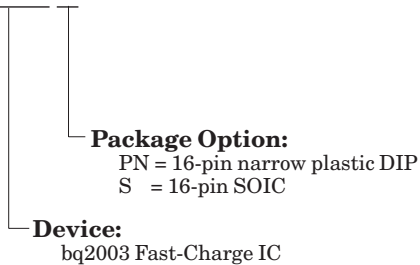 Package Option:
PN = 16-pin narrow plastic DIP
S = 16-pin SOIC
Device:
bq2003 Fast-Charge IC